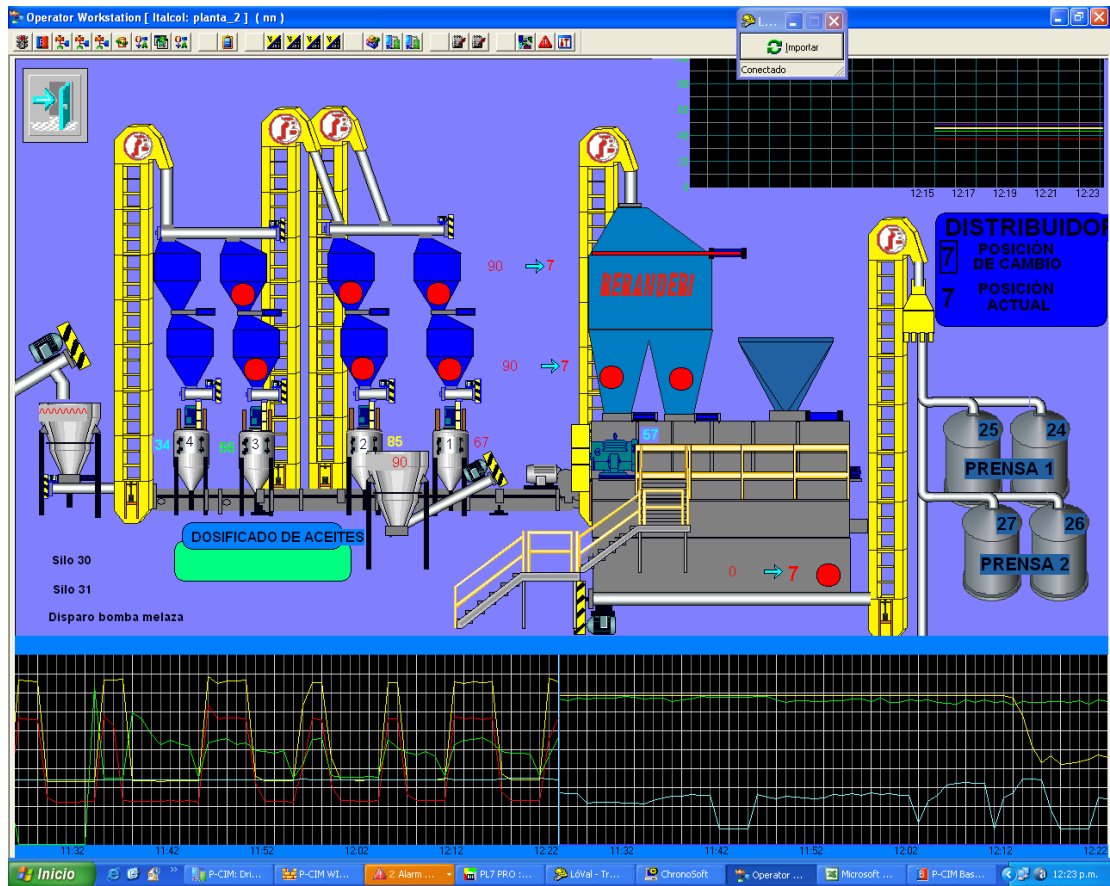 Operator Workstation [ Italcol: planta_2 ] ( nn )
L...
Importar
Conectado
60
40
20
0
12:15 12:17 12:19 12:21 12:23
DISTRIBUIDOR
7 POSICIÓN
DE CAMBIO
7 POSICIÓN
ACTUAL
90 7
BERANDEBI
90 7
34 4 3 2 85 1 67
90
57
25 24
PRENSA 1
27 26
PRENSA 2
DOSIFICADO DE ACEITES
Silo 30
Silo 31
Disparo bomba melaza
0 7
11:32 11:42 11:52 12:02 12:12 12:22 11:32 11:42 11:52 12:02 12:12 12:22
Inicio
P-CIM: Dri...
P-CIM WI...
2 Alarm ...
PL7 PRO :...
LóVal - Tr...
ChronoSoft
Operator ...
Microsoft ...
P-CIM Bas...
12:23 p.m.